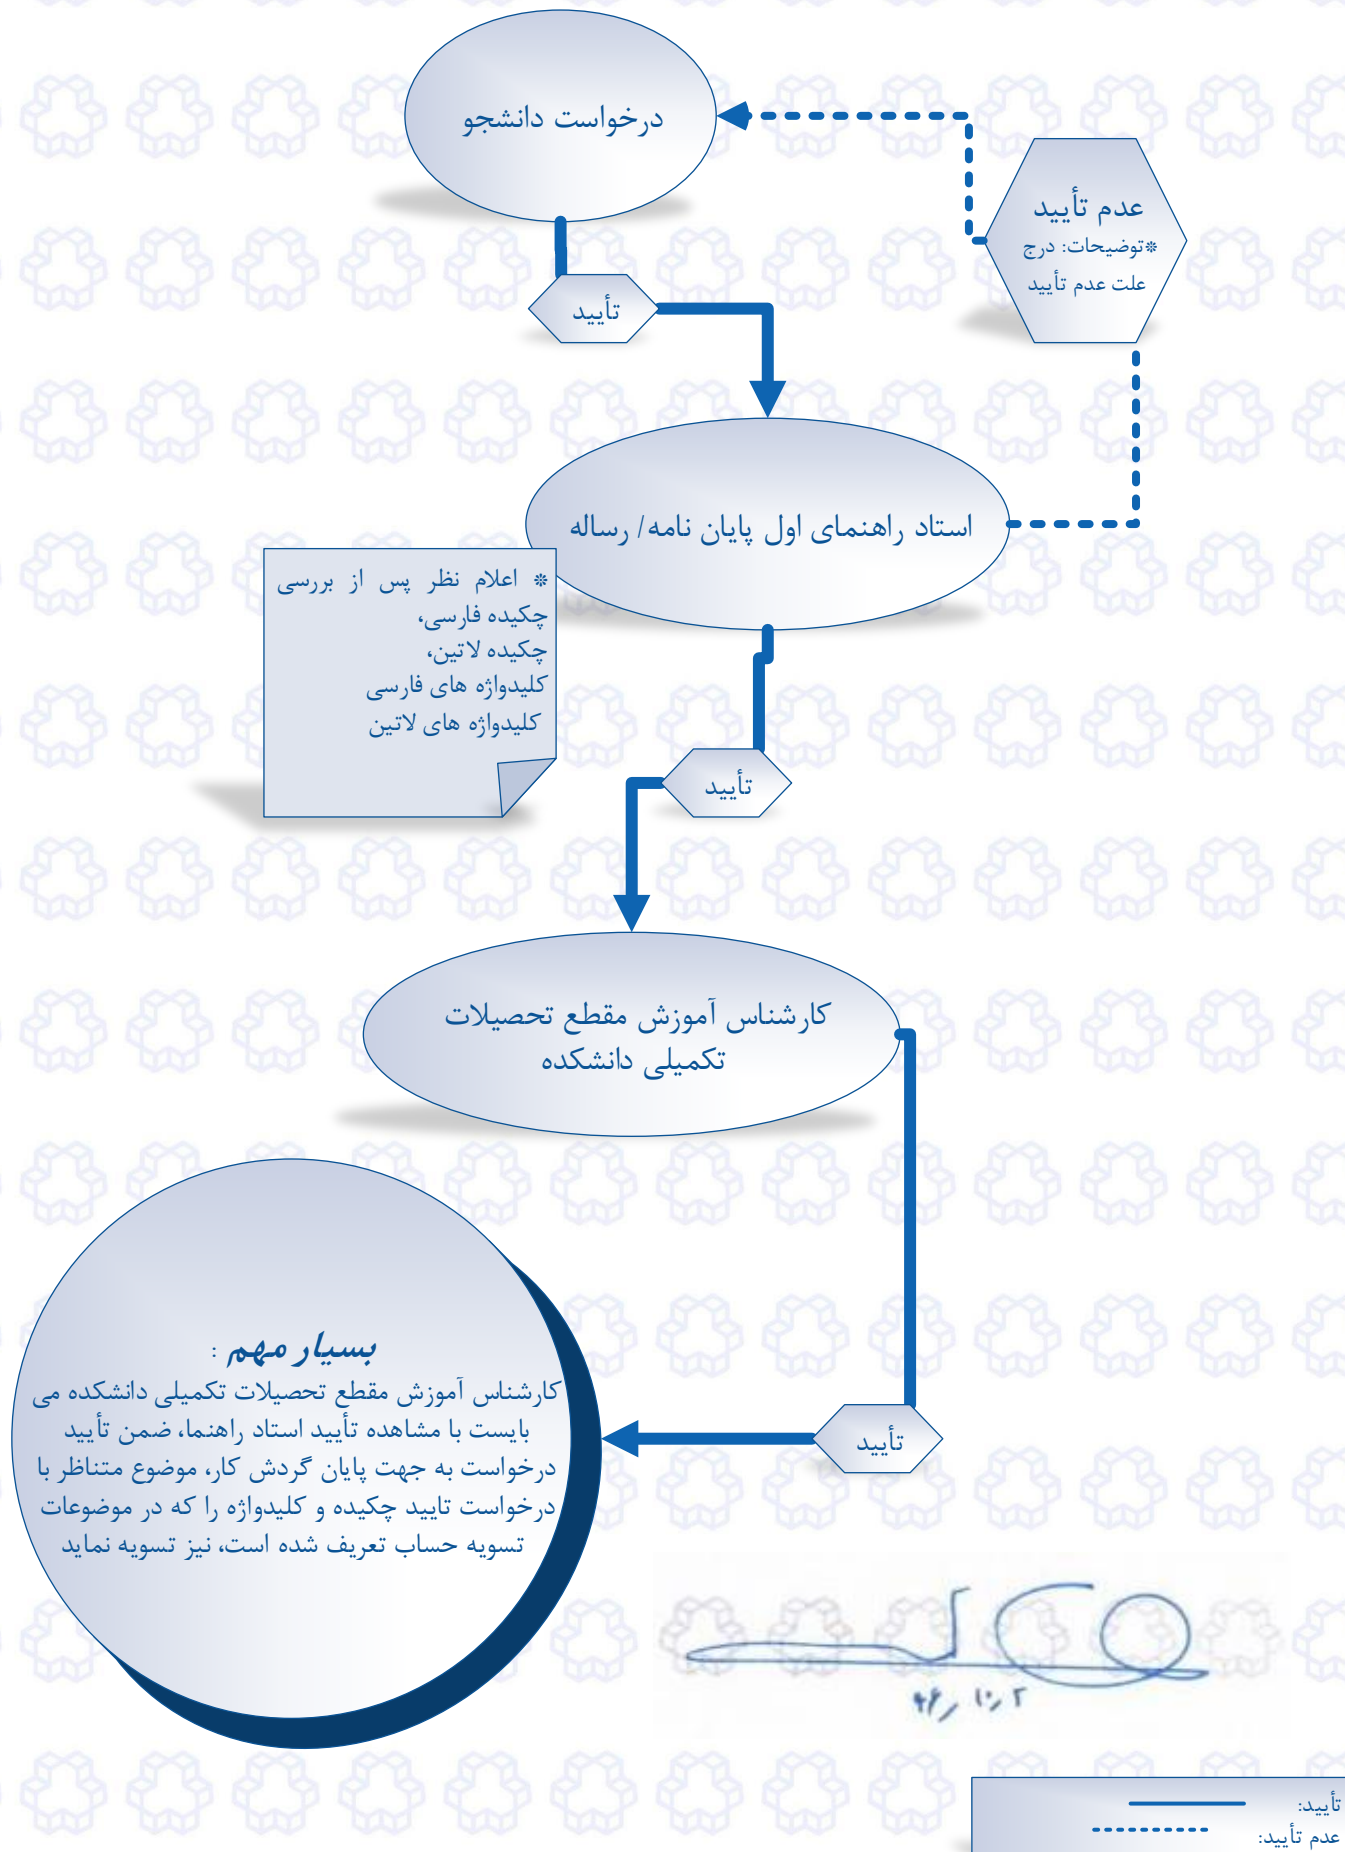 درخواست دانشجو
عدم تأیید
*توضیحات: درج
علت عدم تأیید
تأیید
استاد راهنمای اول پایان نامه/ رساله
* اعلام نظر پس از بررسی
چکیده فارسی،
چکیده لاتین،
کلیدواژه های فارسی
کلیدواژه های لاتین
تأیید
کارشناس آموزش مقطع تحصیلات
تکمیلی دانشکده
بسیار مهم :
کارشناس آموزش مقطع تحصیلات تکمیلی دانشکده می
بایست با مشاهده تأیید استاد راهنما، ضمن تأیید
درخواست به جهت پایان گردش کار، موضوع متناظر با
درخواست تایید چکیده و کلیدواژه را که در موضوعات
تسویه حساب تعریف شده است، نیز تسویه نماید
تأیید
تأیید:
عدم تأیید: